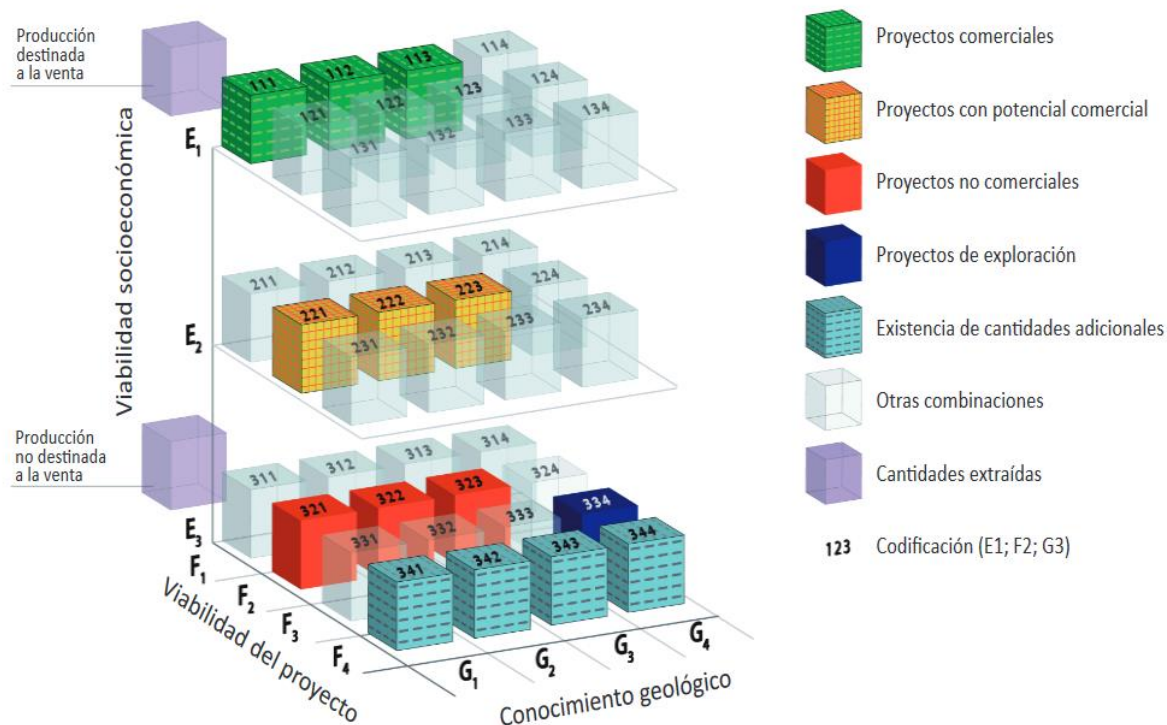 Producción
destinada
a la venta
Viabilidad socioeconómica
E1
111
112
113
114
121
122
123
124
131
132
133
134
E2
211
212
213
214
221
222
223
224
231
232
233
234
Producción
no destinada
a la venta
E3
311
312
313
314
321
322
323
324
331
332
333
334
341
342
343
344
F1
F2
F3
F4
Viabilidad del proyecto
G1
G2
G3
G4
Conocimiento geológico
Proyectos comerciales
Proyectos con potencial comercial
Proyectos no comerciales
Proyectos de exploración
Existencia de cantidades adicionales
Otras combinaciones
Cantidades extraídas
123 Codificación (E1; F2; G3)